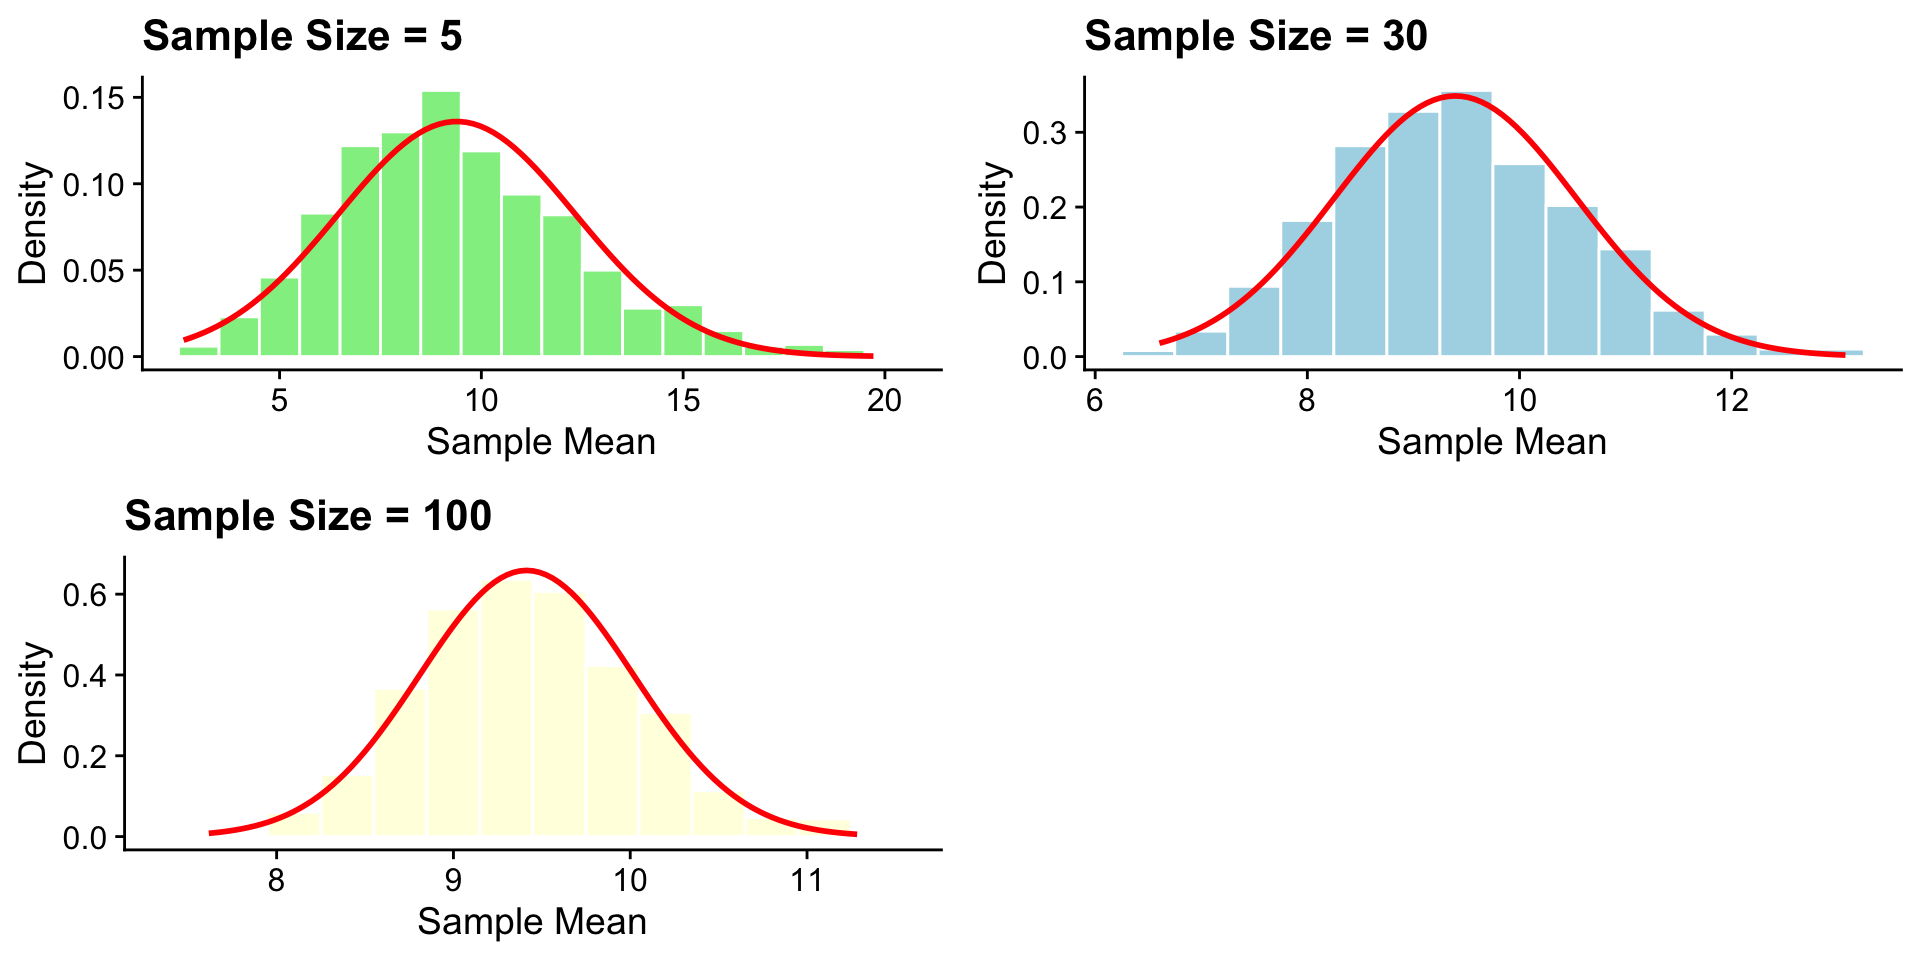 Sample Size = 5
Density
0.15
0.10
0.05
0.00
5 10 15 20
Sample Mean
Sample Size = 30
Density
0.3
0.2
0.1
0.0
6 8 10 12
Sample Mean
Sample Size = 100
Density
0.6
0.4
0.2
0.0
8 9 10 11
Sample Mean